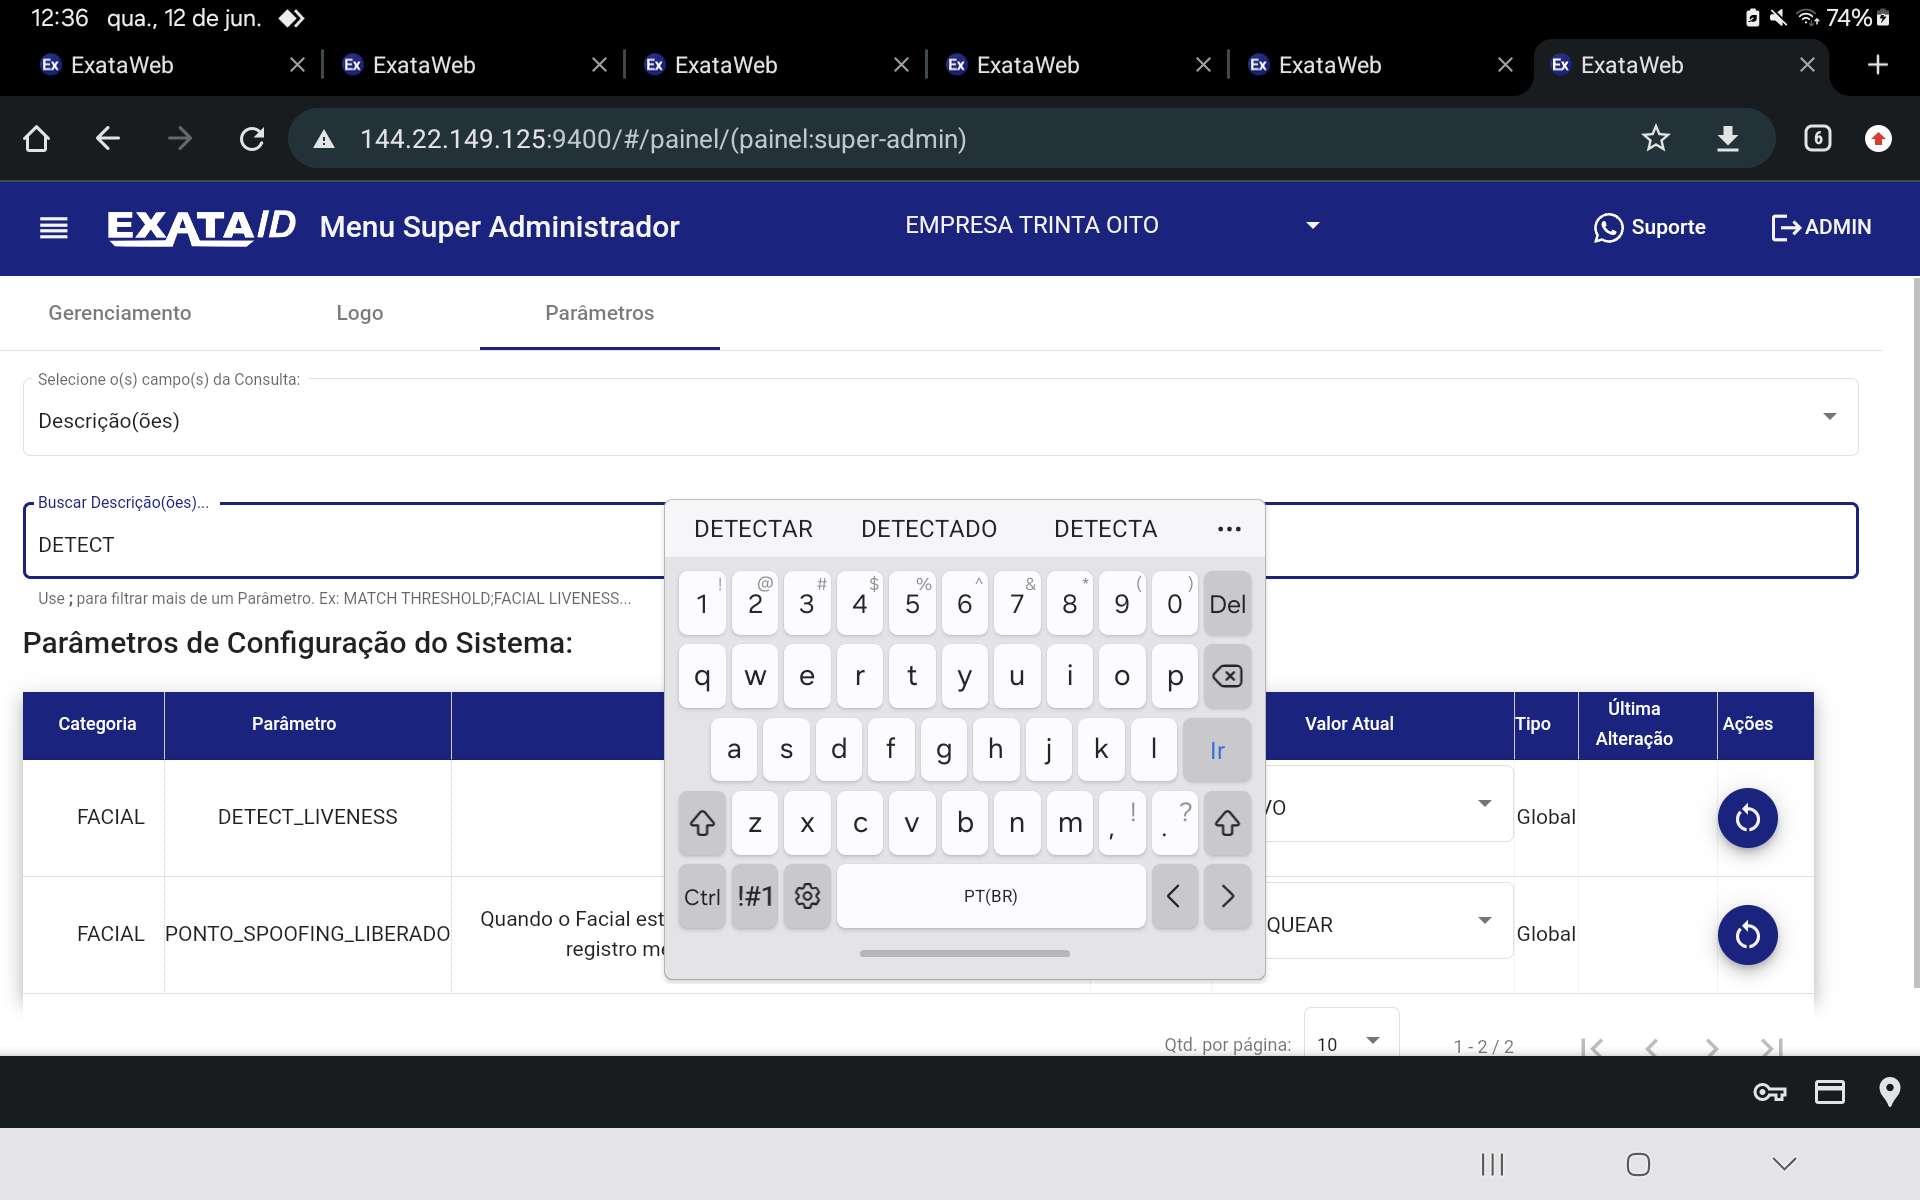 12:36 qua., 12 de jun. 74%
ExataWeb ExataWeb ExataWeb ExataWeb ExataWeb ExataWeb
144.22.149.125:9400/#/painel/(painel:super-admin) 6
EXATAID Menu Super Administrador EMPRESA TRINTA OITO Suporte ADMIN
Gerenciamento Logo Parâmetros
Selecione o(s) campo(s) da Consulta:
Descrição(ões)
Buscar Descrição(ões)...
DETECT
Use ; para filtrar mais de um Parâmetro. Ex: MATCH THRESHOLD;FACIAL LIVENESS...
Parâmetros de Configuração do Sistema:
Categoria Parâmetro Valor Atual Tipo Última Alteração Ações
FACIAL DETECT_LIVENESS VO Global
FACIAL PONTO_SPOOFING_LIBERADO Quando o Facial est QUEAR Global
registro me
Qtd. por página: 10 1 - 2 / 2
DETECTAR DETECTADO DETECTA ...
! @ # $ % ^ & * ( )
1 2 3 4 5 6 7 8 9 0 Del
q w e r t y u i o p
a s d f g h j k l Ir
z x c v b n m , ! . ?
Ctrl !#1 PT(BR) < >